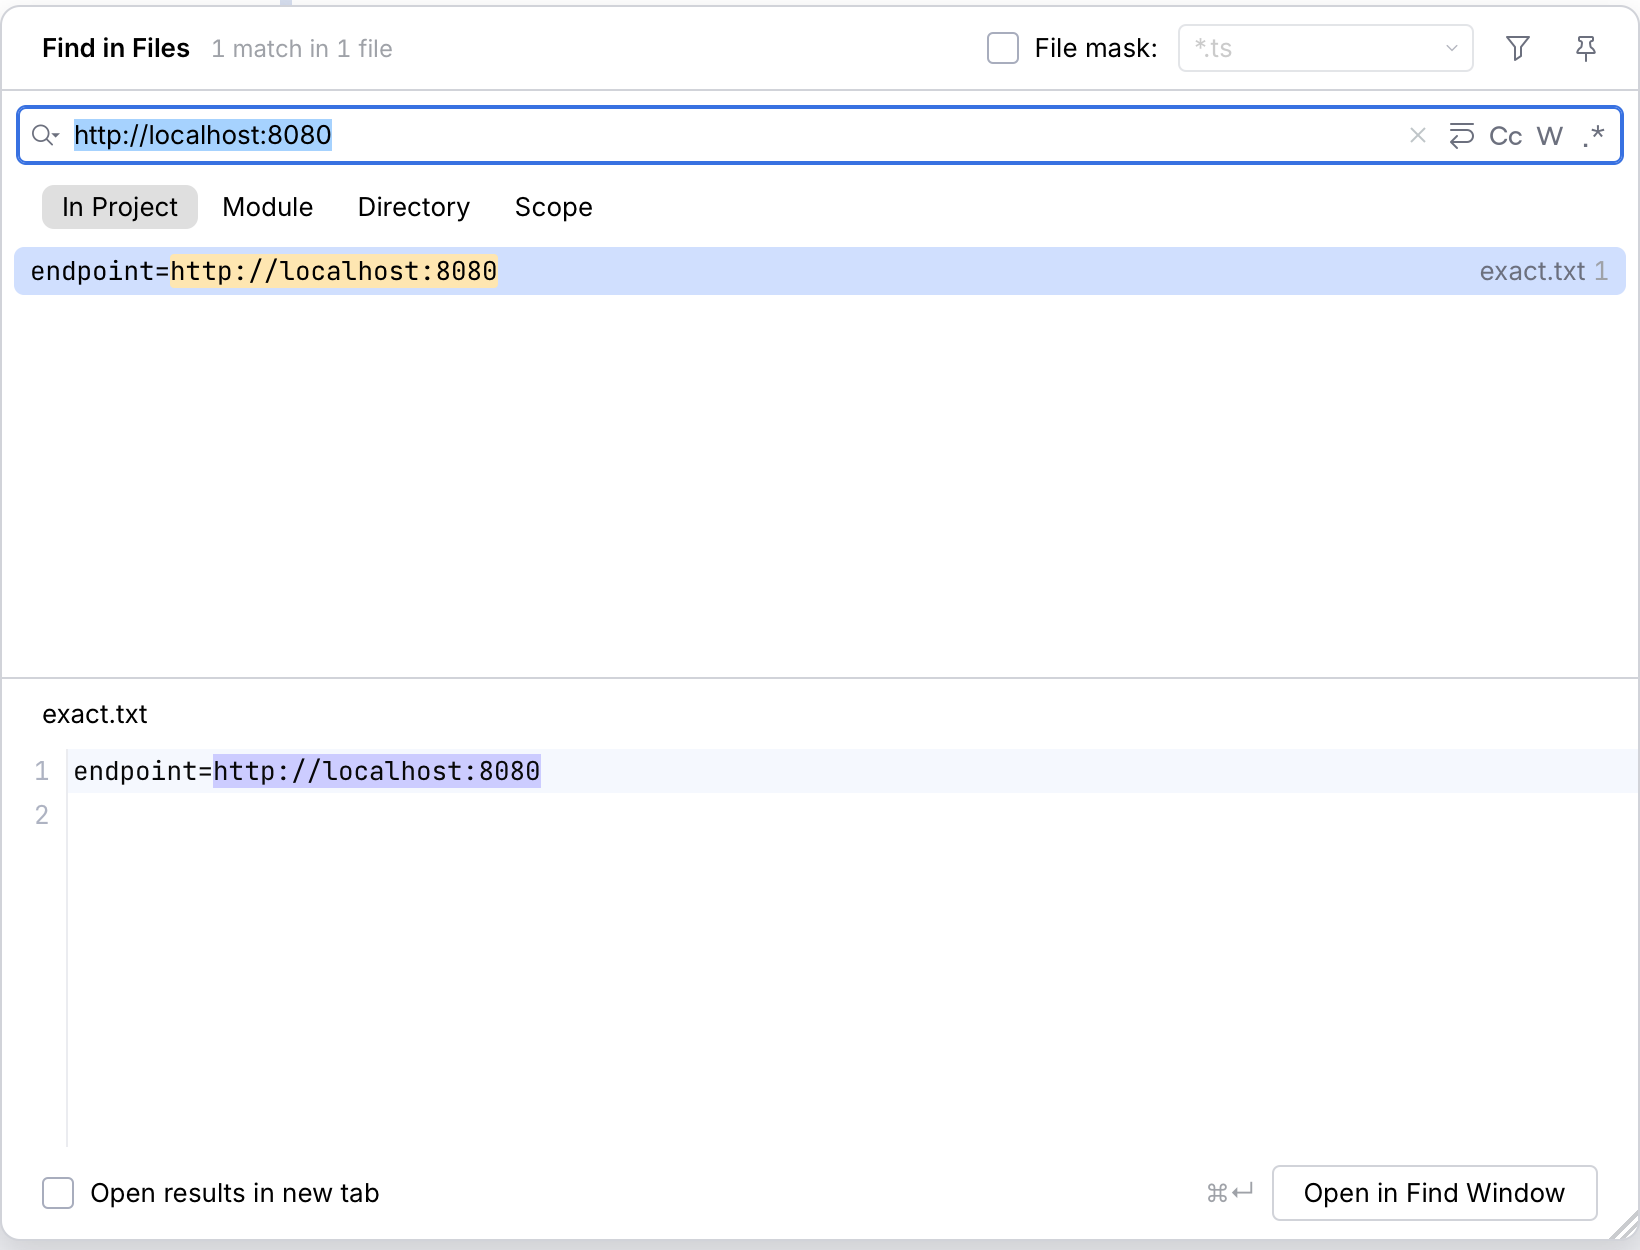 Find in Files 1 match in 1 file File mask: *.ts
http://localhost:8080 Cc W .*
In Project Module Directory Scope
endpoint=http://localhost:8080 exact.txt 1
exact.txt
1 endpoint=http://localhost:8080
2
Open results in new tab ⌘↵ Open in Find Window